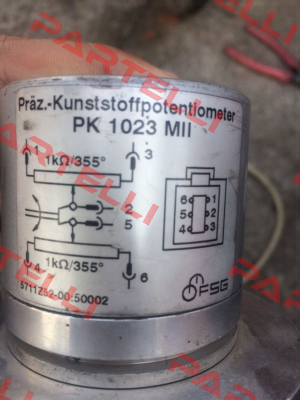 Präz.-Kunststoffpotentiometer
PK 1023 MII
1 1kΩ/355° 3
2
5
4 1kΩ/355° 6
6 1
5 2
4 3
5711Z52-00.50002
FSG
PARTELLI
PARTELLI
PARTELLI
PARTELLI